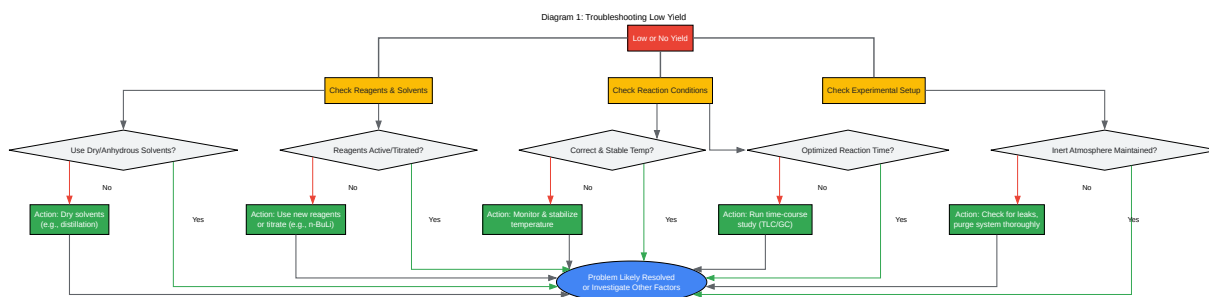 Diagram 1: Troubleshooting Low Yield
Low or No Yield
Check Reagents & Solvents
Check Reaction Conditions
Check Experimental Setup
Use Dry/Anhydrous Solvents?
Reagents Active/Titrated?
Correct & Stable Temp?
Optimized Reaction Time?
Inert Atmosphere Maintained?
No
No
No
No
No
Action: Dry solvents
(e.g., distillation)
Yes
Action: Use new reagents
or titrate (e.g., n-BuLi)
Yes
Action: Monitor & stabilize
temperature
Yes
Action: Run time-course
study (TLC/GC)
Yes
Action: Check for leaks,
purge system thoroughly
Yes
Problem Likely Resolved
or Investigate Other Factors